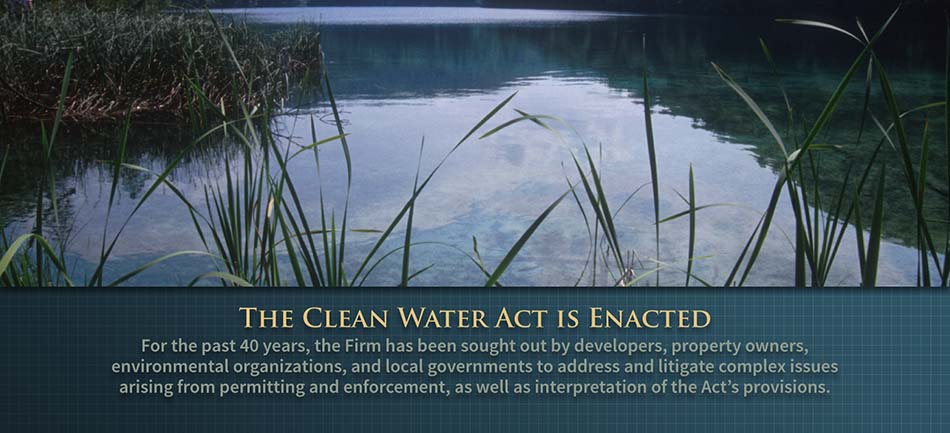 The Clean Water Act is Enacted
For the past 40 years, the Firm has been sought out by developers, property owners,
environmental organizations, and local governments to address and litigate complex issues
arising from permitting and enforcement, as well as interpretation of the Act's provisions.